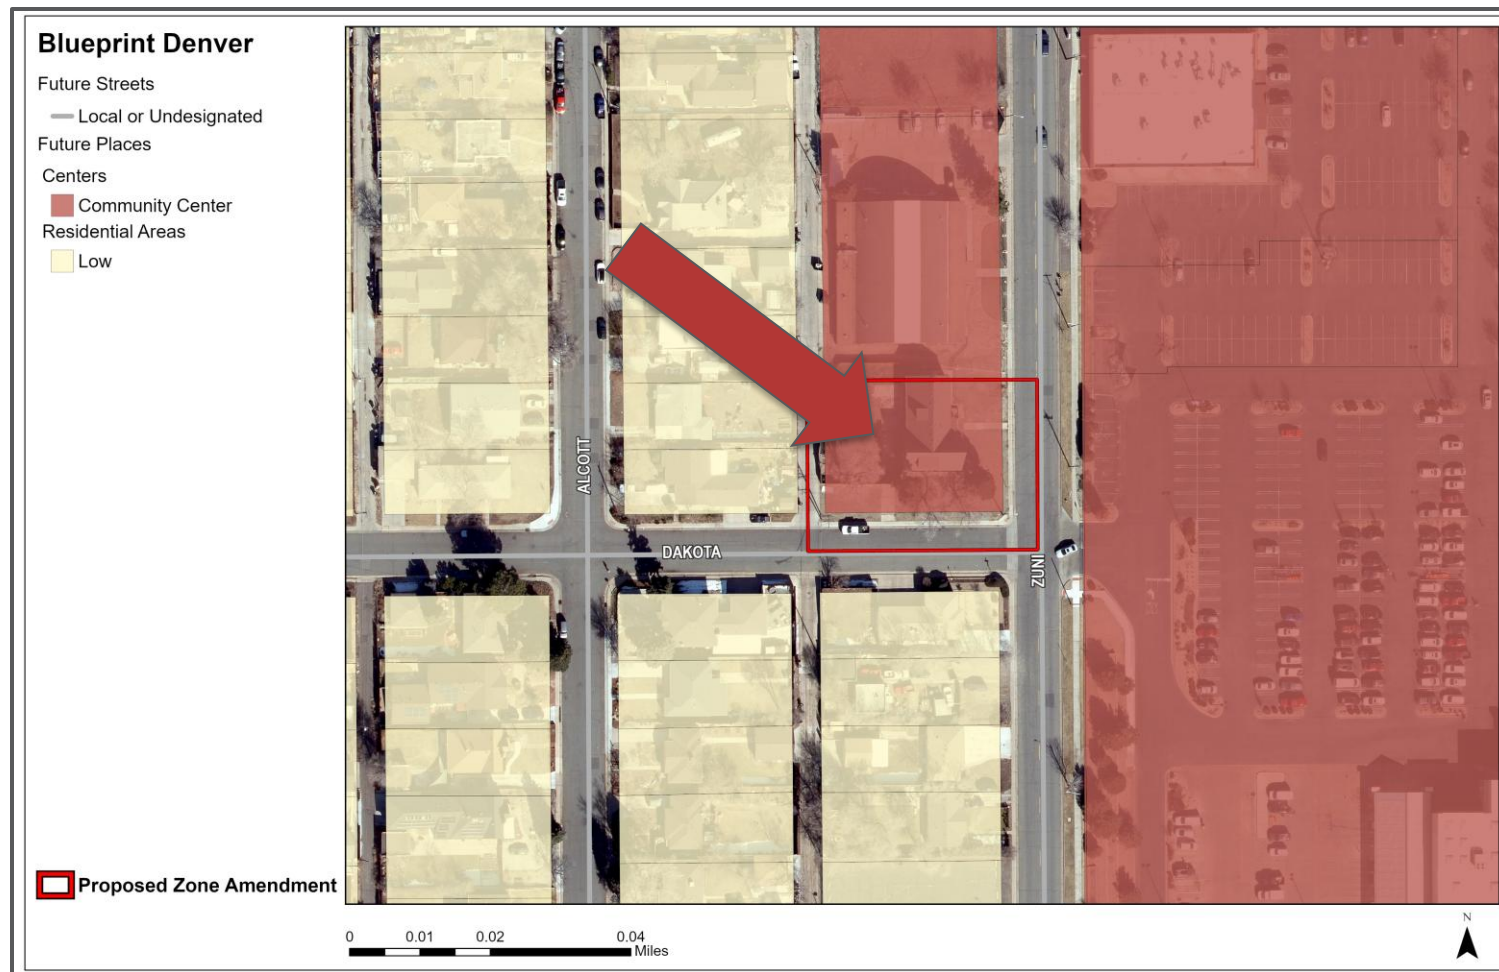 Blueprint Denver
Future Streets
Local or Undesignated
Future Places
Centers
Community Center
Residential Areas
Low
Proposed Zone Amendment
ALCOTT
DAKOTA
ZUNI
0 0.01 0.02 0.04
Miles
N